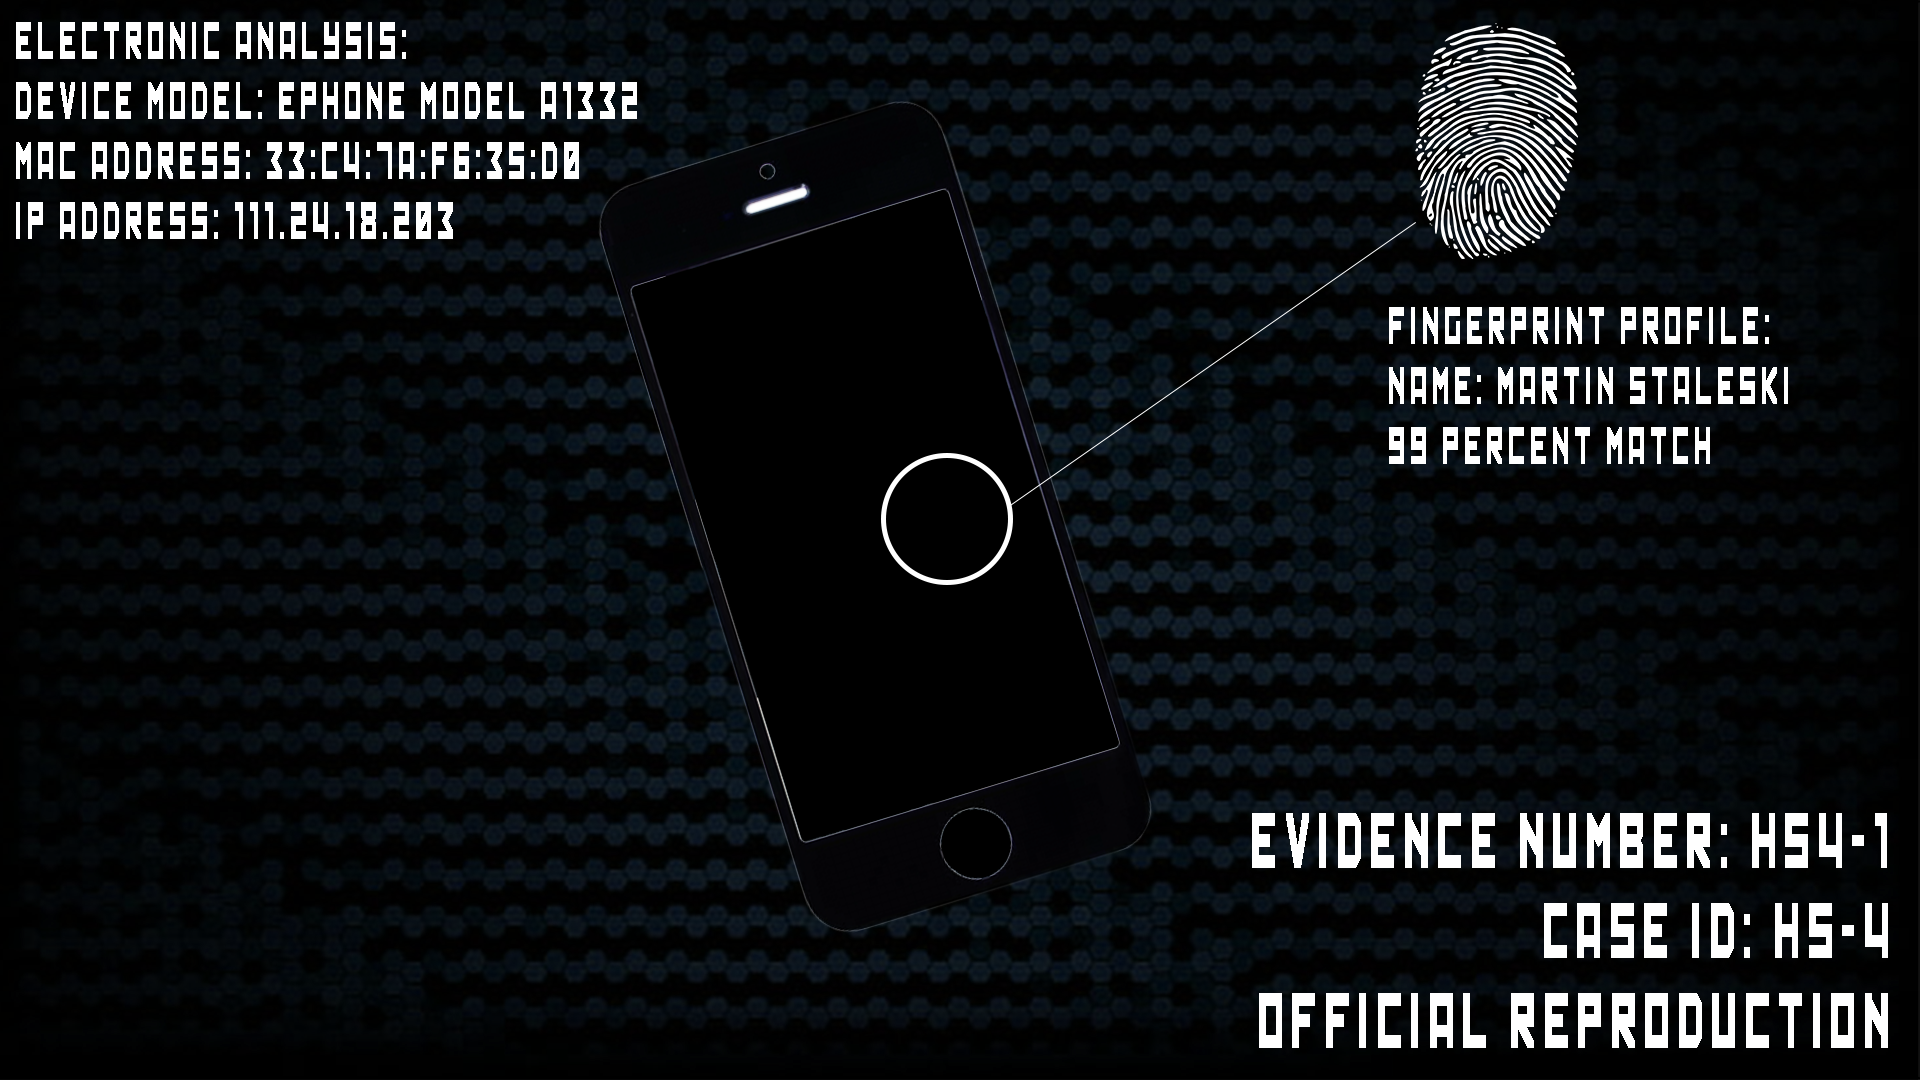 ELECTRONIC ANALYSIS:
DEVICE MODEL: EPHONE MODEL A1332
MAC ADDRESS: 33:C4:7A:F6:35:D0
IP ADDRESS: 111.24.18.203
FINGERPRINT PROFILE:
NAME: MARTIN STALESKI
99 PERCENT MATCH
EVIDENCE NUMBER: HS4-1
CASE ID: HS-4
OFFICIAL REPRODUCTION